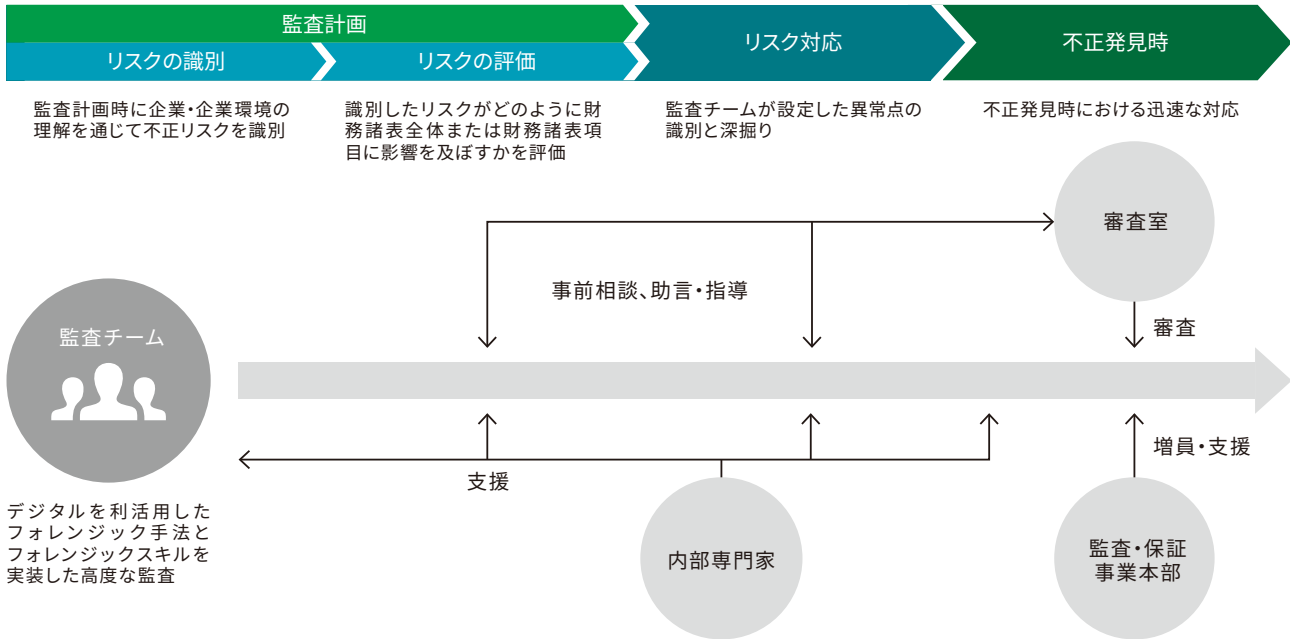 監査計画
リスクの識別
リスクの評価
リスク対応
不正発見時
監査計画時に企業・企業環境の
理解を通じて不正リスクを識別
識別したリスクがどのように財
務諸表全体または財務諸表項
目に影響を及ぼすかを評価
監査チームが設定した異常点の
識別と深掘り
不正発見時における迅速な対応
審査室
事前相談、助言・指導
審査
監査チーム
増員・支援
支援
デジタルを利活用した
フォレンジック手法と
フォレンジックスキルを
実装した高度な監査
内部専門家
監査・保証
事業本部